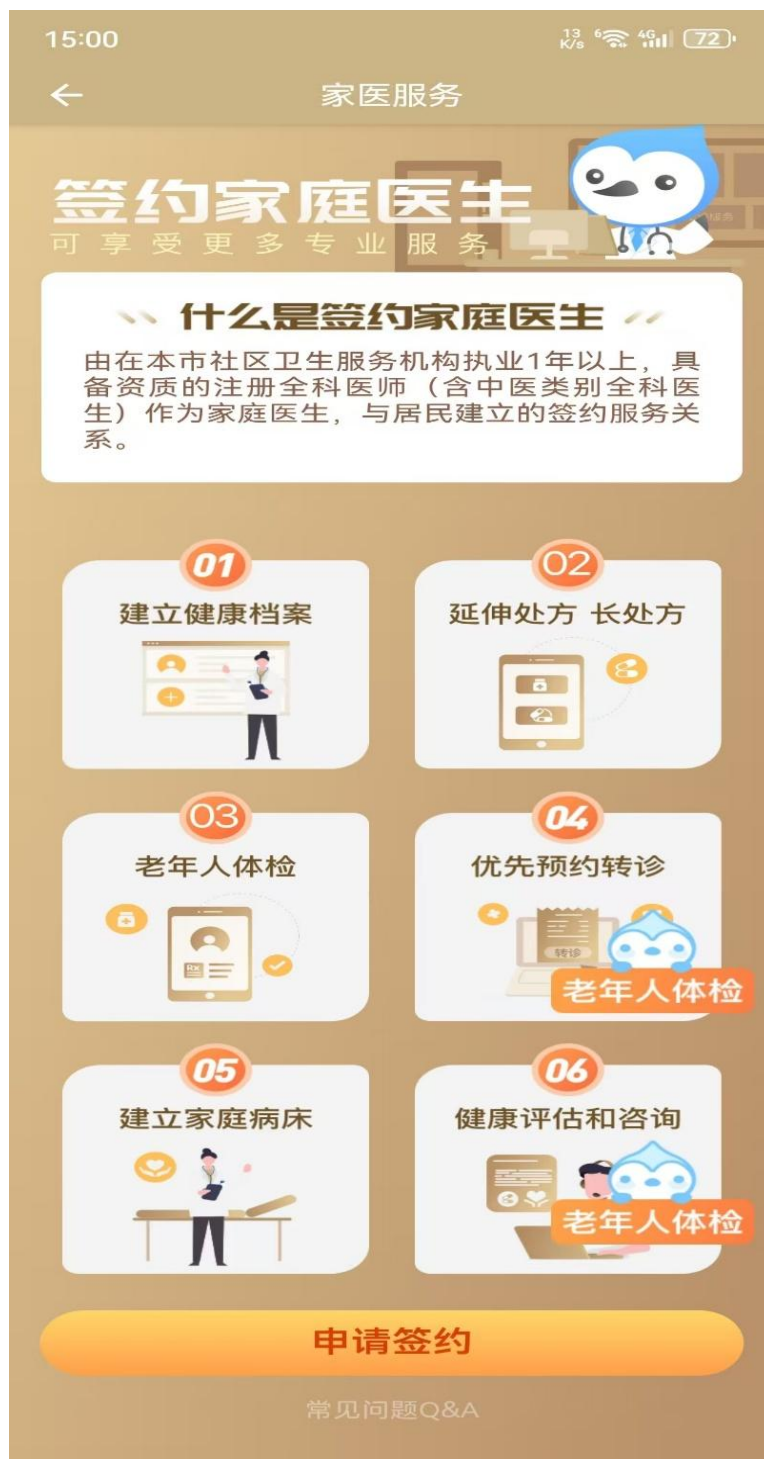 15:00
13 K/s 6 4G 72
家医服务
签约家庭医生
可享受更多专业服务
什么是签约家庭医生
由在本市社区卫生服务机构执业1年以上，具
备资质的注册全科医师（含中医类别全科医
生）作为家庭医生，与居民建立的签约服务关
系。
01
建立健康档案
02
延伸处方 长处方
03
老年人体检
Rx
04
优先预约转诊
转诊
老年人体检
05
建立家庭病床
06
健康评估和咨询
老年人体检
申请签约
常见问题Q&A